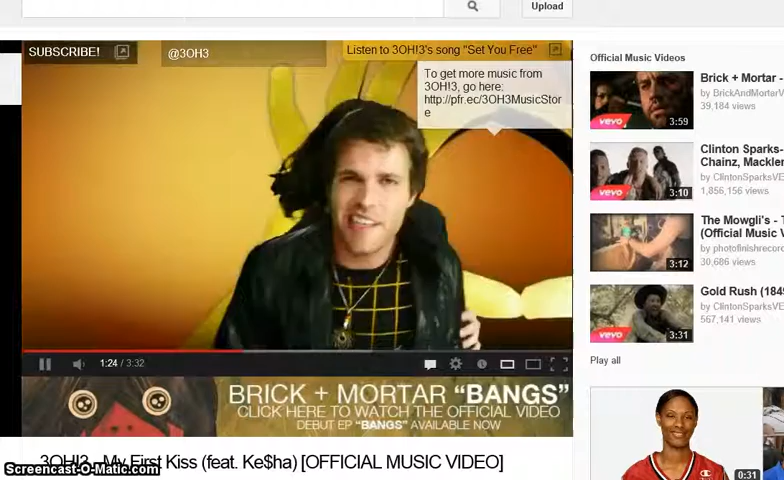 Upload
SUBSCRIBE!
@3OH3
Listen to 3OH!3's song "Set You Free"
To get more music from
3OH!3, go here:
http://pfr.ec/3OH3MusicStor
e
1:24 / 3:32
BRICK + MORTAR “BANGS”
CLICK HERE TO WATCH THE OFFICIAL VIDEO
DEBUT EP “BANGS” AVAILABLE NOW
3OH!3 - My First Kiss (feat. Ke$ha) [OFFICIAL MUSIC VIDEO]
Screencast-O-Matic.com
Official Music Videos
vevo
3:59
Brick + Mortar -
by BrickAndMortarV
39,184 views
vevo
3:10
Clinton Sparks-
Chainz, Mackler
by ClintonSparksVE
1,856,156 views
3:12
The Mowgli's - T
(Official Music V
by photofinishrecor
30,686 views
vevo
3:31
Gold Rush (1849
by ClintonSparksVE
567,141 views
Play all
0:31